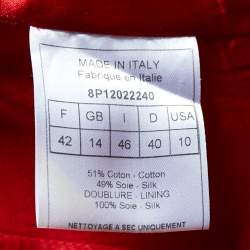 MADE IN ITALY
Fabriqué en Italie
8P12022240
F GB I D USA
42 14 46 40 10
51% Coton - Cotton
49% Soie - Silk
DOUBLURE - LINING
100% Soie - Silk
NETTOYAGE A SEC UNIQUEMENT